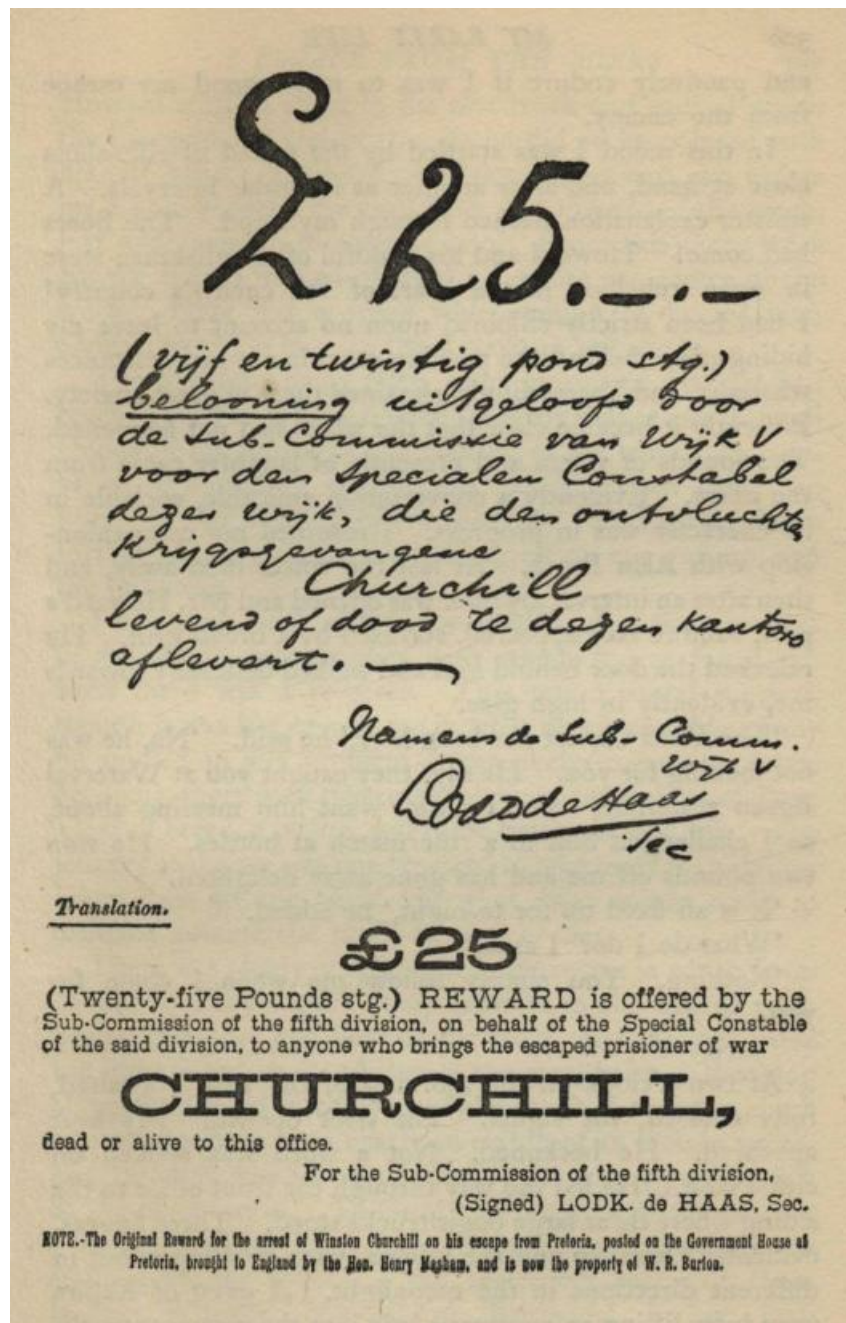 £ 25.—.—
(vijf en twintig pond stg.)
belooning uitgeloofd door
de Sub-Commissie van Wijk V
voor den specialen Constabel
dezer wijk, die den ontvluchten
Krijgsgevangene
Churchill
levend of dood te dezen kantore
aflevert. —
Namens de Sub-Comm.
Wijk V
Lodk de Haas
Sec
Translation.
£25
(Twenty-five Pounds stg.) REWARD is offered by the
Sub-Commission of the fifth division, on behalf of the Special Constable
of the said division, to anyone who brings the escaped prisioner of war
CHURCHILL,
dead or alive to this office.
For the Sub-Commission of the fifth division,
(Signed) LODK. de HAAS, Sec.
NOTE.-The Original Reward for the arrest of Winston Churchill on his escape from Pretoria, posted on the Government House at
Pretoria, brought to England by the Hon. Henry Masham, and is now the property of W. R. Burton.